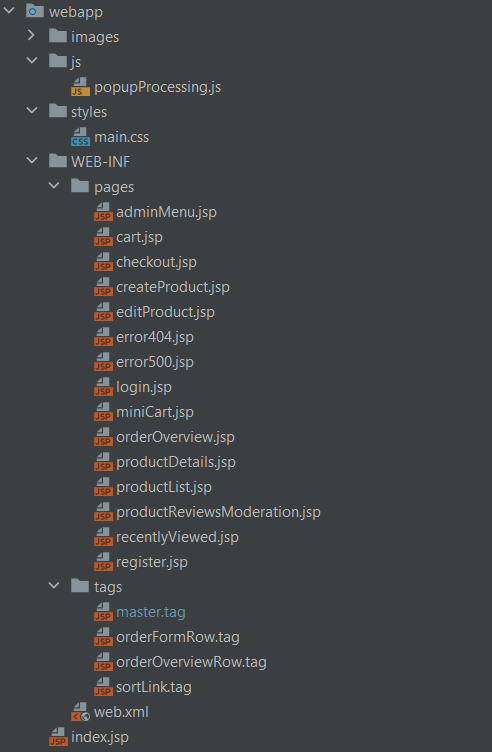 webapp
images
js
popupProcessing.js
styles
main.css
WEB-INF
pages
adminMenu.jsp
cart.jsp
checkout.jsp
createProduct.jsp
editProduct.jsp
error404.jsp
error500.jsp
login.jsp
miniCart.jsp
orderOverview.jsp
productDetails.jsp
productList.jsp
productReviewsModeration.jsp
recentlyViewed.jsp
register.jsp
tags
master.tag
orderFormRow.tag
orderOverviewRow.tag
sortLink.tag
web.xml
index.jsp